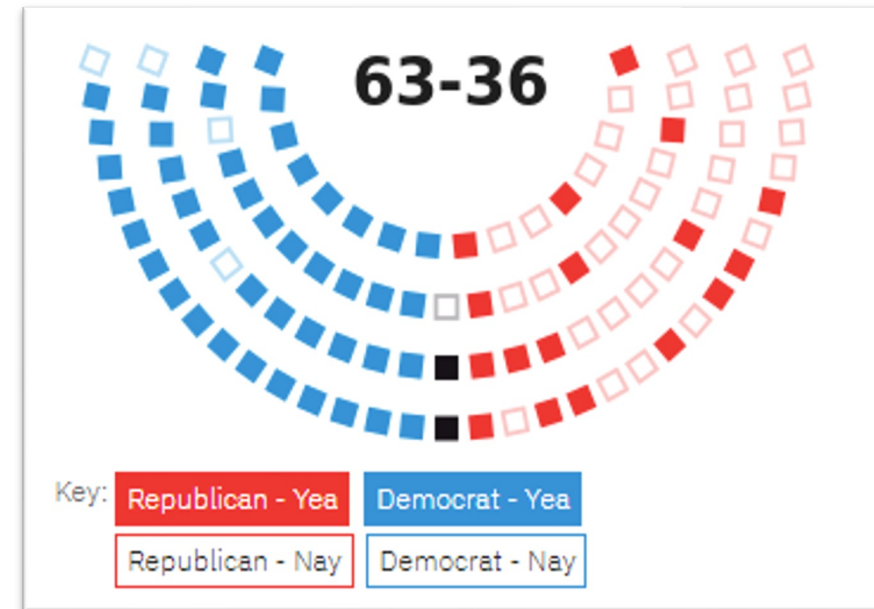 63-36
Key: Republican - Yea Democrat - Yea
Republican - Nay Democrat - Nay